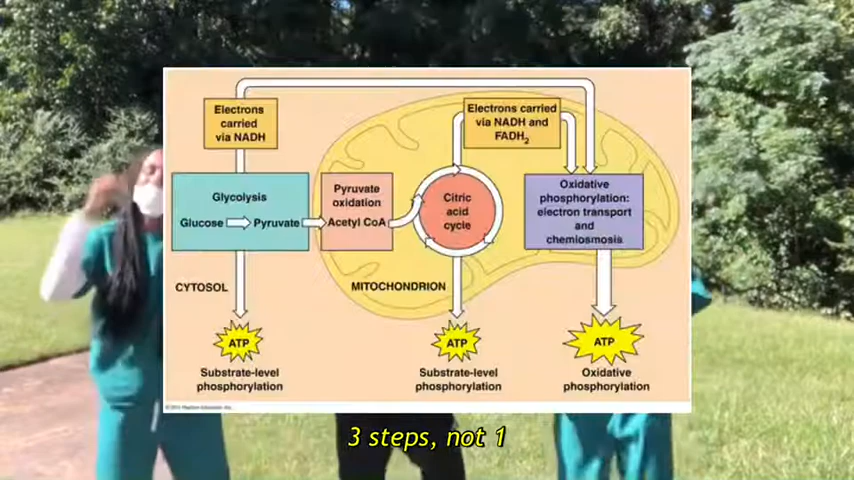 Electrons
carried
via NADH
Electrons carried
via NADH and
FADH2
Glycolysis
Glucose
Pyruvate
Pyruvate
oxidation
Acetyl CoA
Citric
acid
cycle
Oxidative
phosphorylation:
electron transport
and
chemiosmosis
CYTOSOL
MITOCHONDRION
ATP
ATP
ATP
Substrate-level
phosphorylation
Substrate-level
phosphorylation
Oxidative
phosphorylation
3 steps, not 1